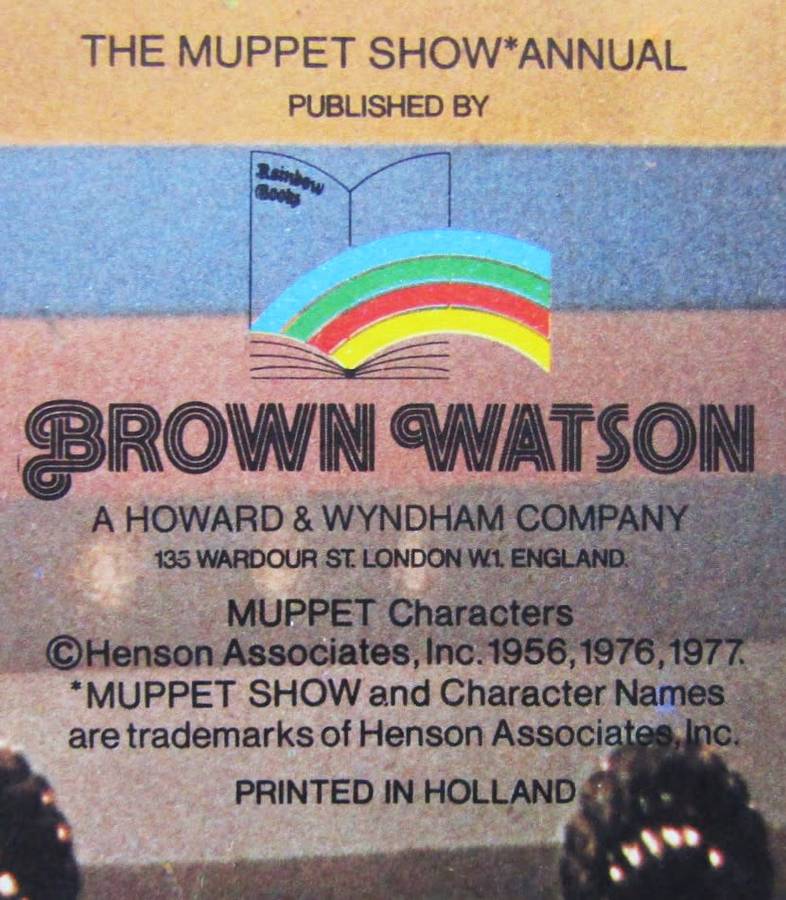 THE MUPPET SHOW*ANNUAL
PUBLISHED BY
Rainbow
Books
BROWN WATSON
A HOWARD & WYNDHAM COMPANY
135 WARDOUR ST. LONDON W.1. ENGLAND.
MUPPET Characters
©Henson Associates, Inc. 1956, 1976, 1977.
*MUPPET SHOW and Character Names
are trademarks of Henson Associates, Inc.
PRINTED IN HOLLAND